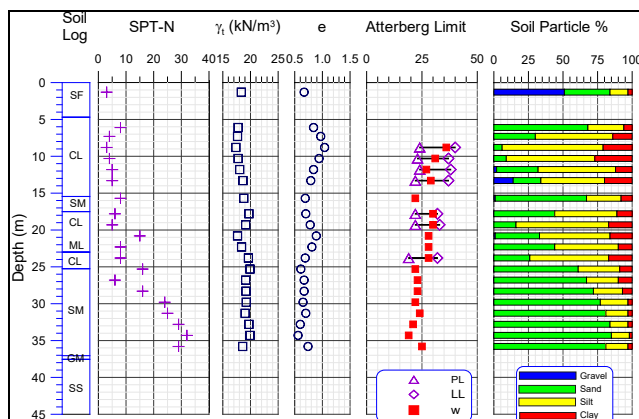 Soil
Log
SPT-N
γt (kN/m³)
e
Atterberg Limit
Soil Particle %
0 10 20 30 40
15 20 25
0.5 1.0 1.5
0 25 50
0 25 50 75 100
Depth (m)
0
5
10
15
20
25
30
35
40
45
SF
CL
SM
CL
ML
CL
SM
GM
SS
PL
LL
w
Gravel
Sand
Silt
Clay